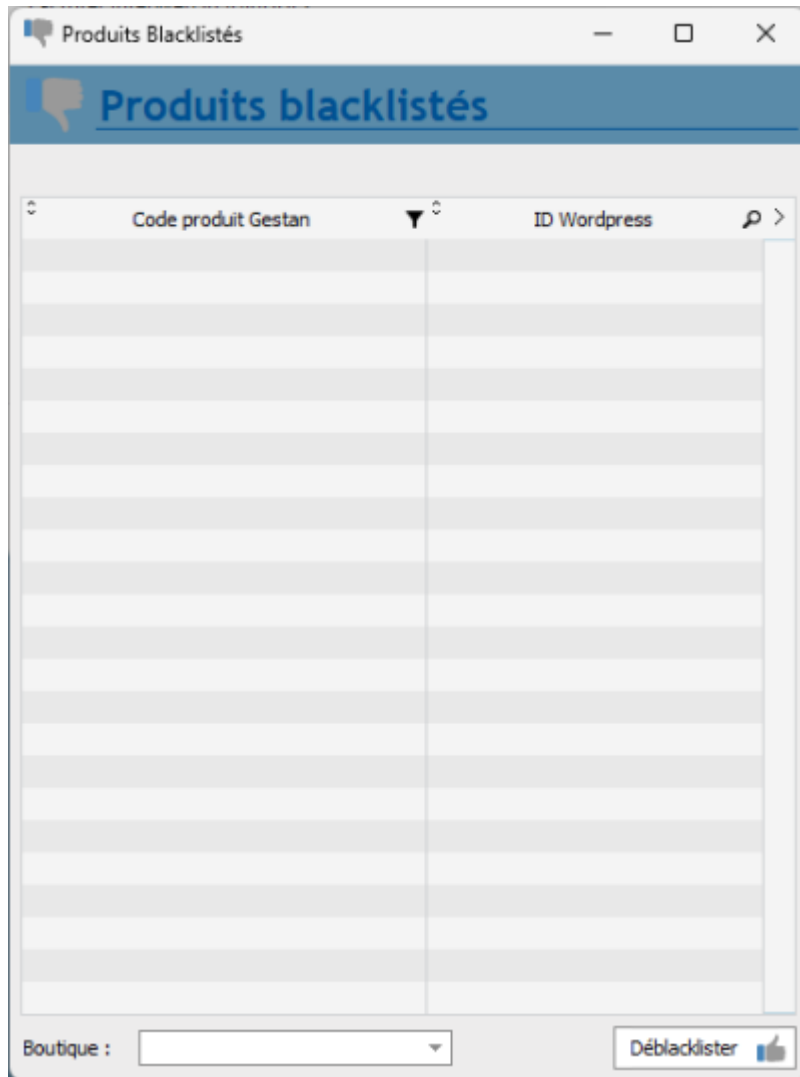 Produits Blacklistés
Produits blacklistés
Code produit Gestan ID Wordpress
Boutique :
Déblacklister